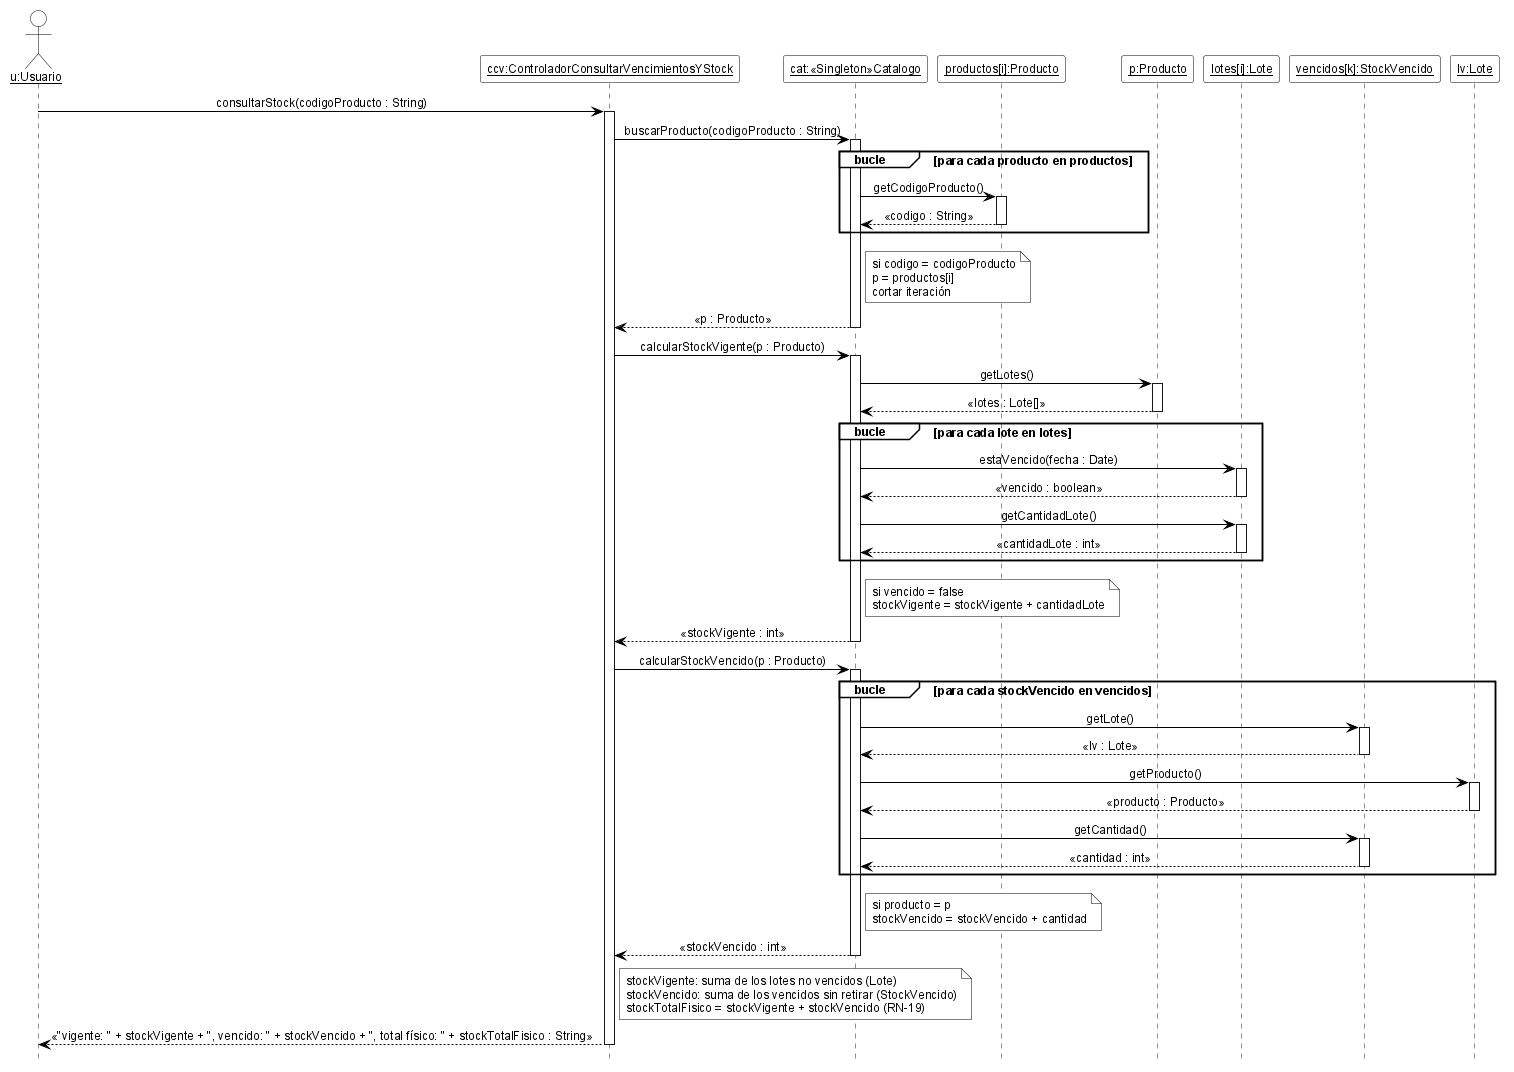 u:Usuario
ccv:ControladorConsultarVencimientosYStock
cat:«Singleton»Catalogo
productos[i]:Producto
p:Producto
lotes[i]:Lote
vencidos[k]:StockVencido
lv:Lote
consultarStock(codigoProducto : String)
buscarProducto(codigoProducto : String)
bucle
[para cada producto en productos]
getCodigoProducto()
«codigo : String»
si codigo = codigoProducto
p = productos[i]
cortar iteración
«p : Producto»
calcularStockVigente(p : Producto)
getLotes()
«lotes : Lote[]»
bucle
[para cada lote en lotes]
estaVencido(fecha : Date)
«vencido : boolean»
getCantidadLote()
«cantidadLote : int»
si vencido = false
stockVigente = stockVigente + cantidadLote
«stockVigente : int»
calcularStockVencido(p : Producto)
bucle
[para cada stockVencido en vencidos]
getLote()
«lv : Lote»
getProducto()
«producto : Producto»
getCantidad()
«cantidad : int»
si producto = p
stockVencido = stockVencido + cantidad
«stockVencido : int»
stockVigente: suma de los lotes no vencidos (Lote)
stockVencido: suma de los vencidos sin retirar (StockVencido)
stockTotalFisico = stockVigente + stockVencido (RN-19)
«"vigente: " + stockVigente + ", vencido: " + stockVencido + ", total físico: " + stockTotalFisico : String»